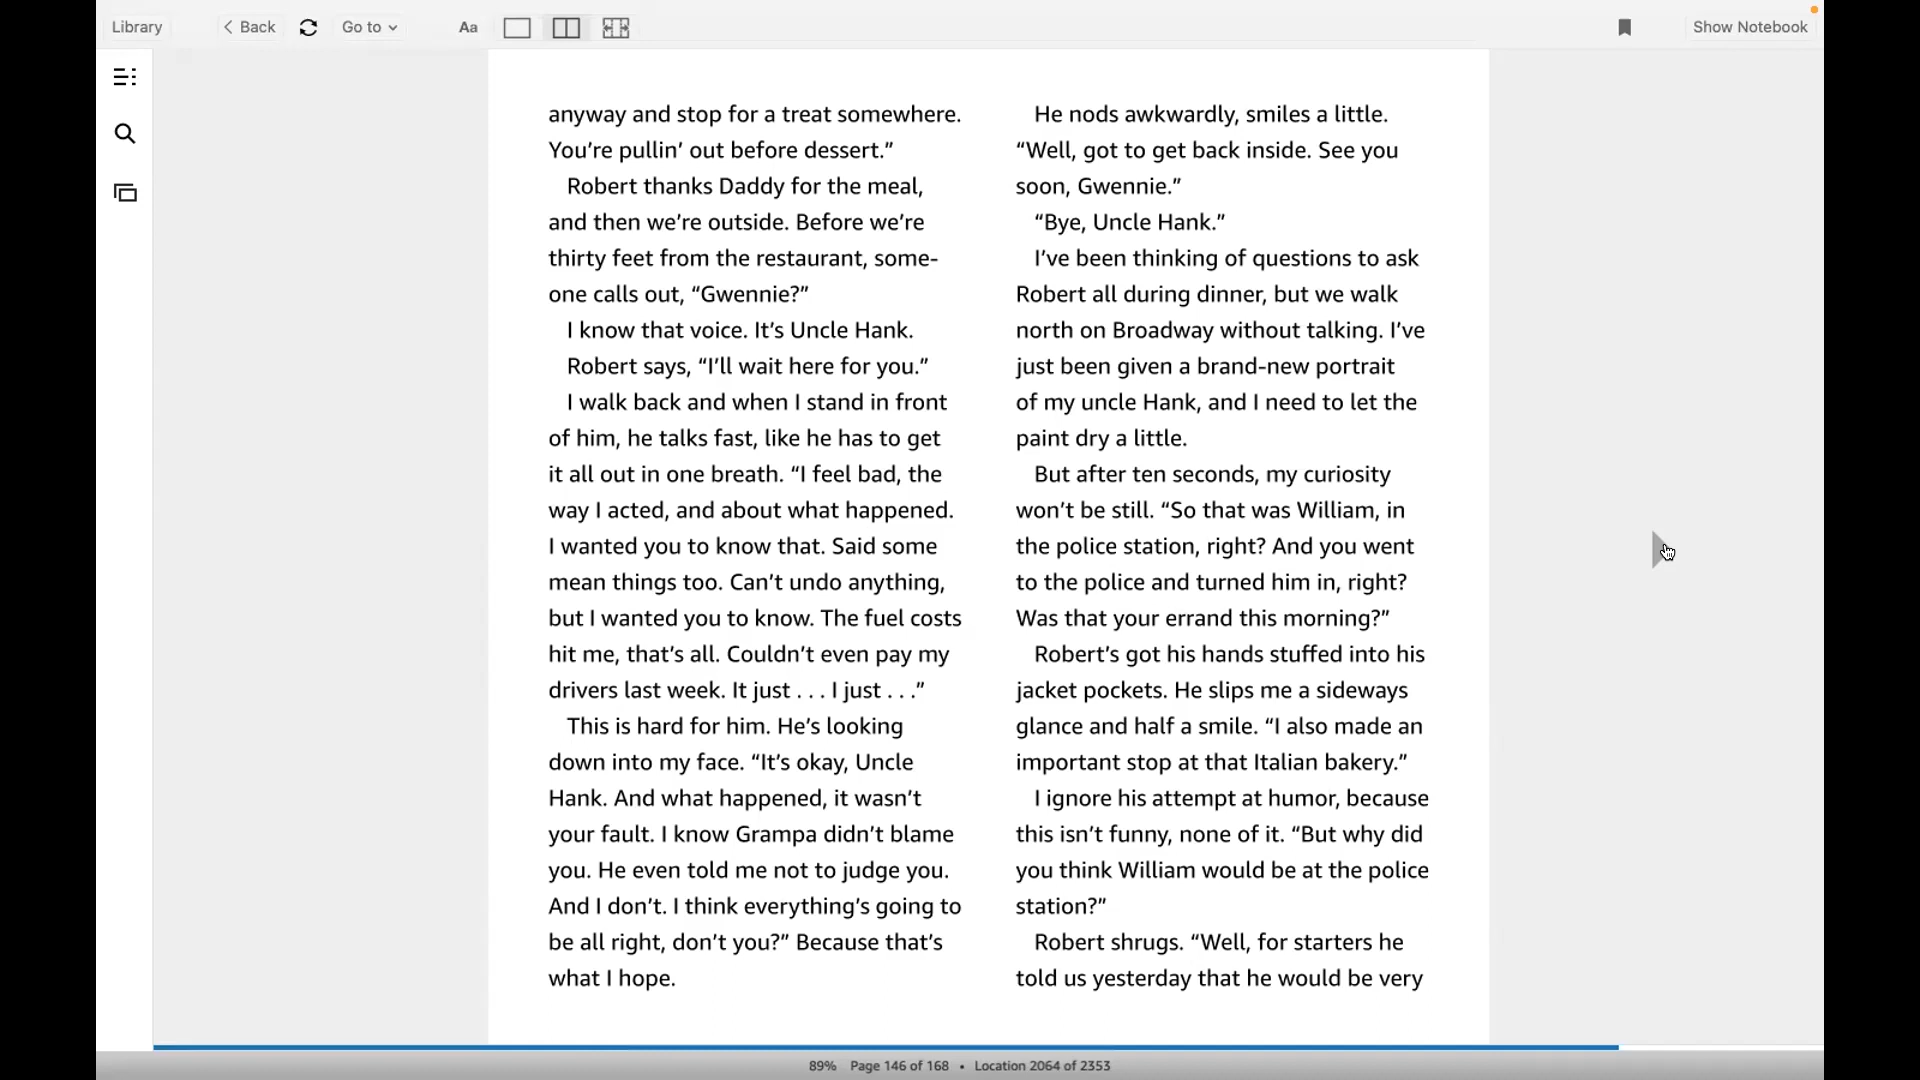 Library
Back
Go to
Aa
Show Notebook
anyway and stop for a treat somewhere.
You’re pullin’ out before dessert.”
Robert thanks Daddy for the meal,
and then we’re outside. Before we’re
thirty feet from the restaurant, some-
one calls out, “Gwennie?”
I know that voice. It’s Uncle Hank.
Robert says, “I’ll wait here for you.”
I walk back and when I stand in front
of him, he talks fast, like he has to get
it all out in one breath. “I feel bad, the
way I acted, and about what happened.
I wanted you to know that. Said some
mean things too. Can’t undo anything,
but I wanted you to know. The fuel costs
hit me, that’s all. Couldn’t even pay my
drivers last week. It just . . . I just . . .”
This is hard for him. He’s looking
down into my face. “It’s okay, Uncle
Hank. And what happened, it wasn’t
your fault. I know Grampa didn’t blame
you. He even told me not to judge you.
And I don’t. I think everything’s going to
be all right, don’t you?” Because that’s
what I hope.
He nods awkwardly, smiles a little.
“Well, got to get back inside. See you
soon, Gwennie.”
“Bye, Uncle Hank.”
I’ve been thinking of questions to ask
Robert all during dinner, but we walk
north on Broadway without talking. I’ve
just been given a brand-new portrait
of my uncle Hank, and I need to let the
paint dry a little.
But after ten seconds, my curiosity
won’t be still. “So that was William, in
the police station, right? And you went
to the police and turned him in, right?
Was that your errand this morning?”
Robert’s got his hands stuffed into his
jacket pockets. He slips me a sideways
glance and half a smile. “I also made an
important stop at that Italian bakery.”
I ignore his attempt at humor, because
this isn’t funny, none of it. “But why did
you think William would be at the police
station?”
Robert shrugs. “Well, for starters he
told us yesterday that he would be very
89% Page 146 of 168 • Location 2064 of 2353